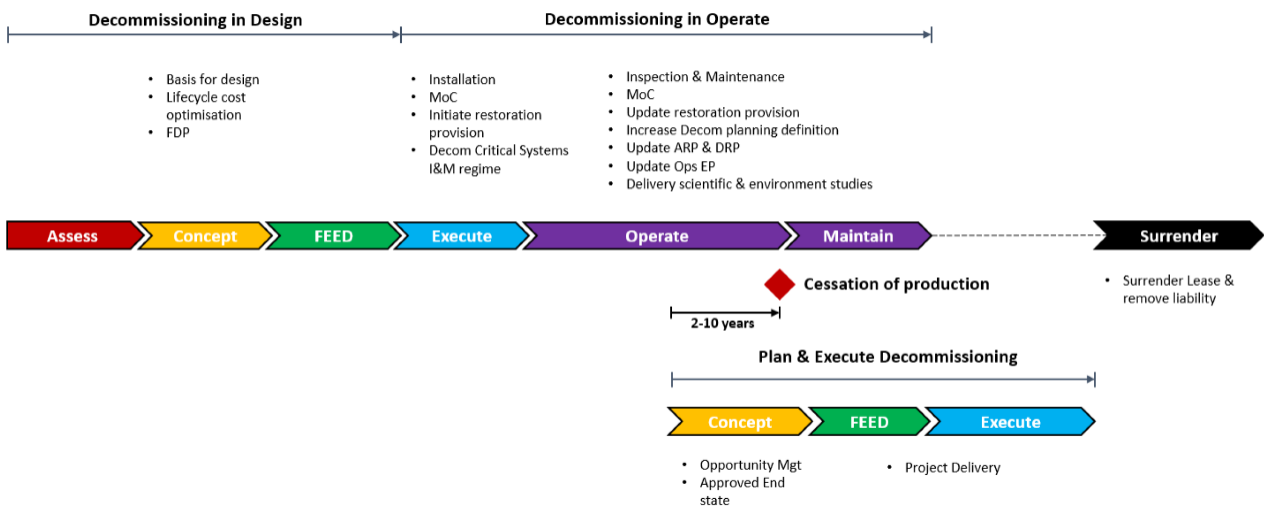 Decommissioning in Design
Decommissioning in Operate
• Basis for design
• Lifecycle cost
optimisation
• FDP
• Installation
• MoC
• Initiate restoration
provision
• Decom Critical Systems
I&M regime
• Inspection & Maintenance
• MoC
• Update restoration provision
• Increase Decom planning definition
• Update ARP & DRP
• Update Ops EP
• Delivery scientific & environment studies
Assess
Concept
FEED
Execute
Operate
Maintain
Surrender
Cessation of production
• Surrender Lease &
remove liability
2-10 years
Plan & Execute Decommissioning
Concept
FEED
Execute
• Opportunity Mgt
• Approved End
state
• Project Delivery